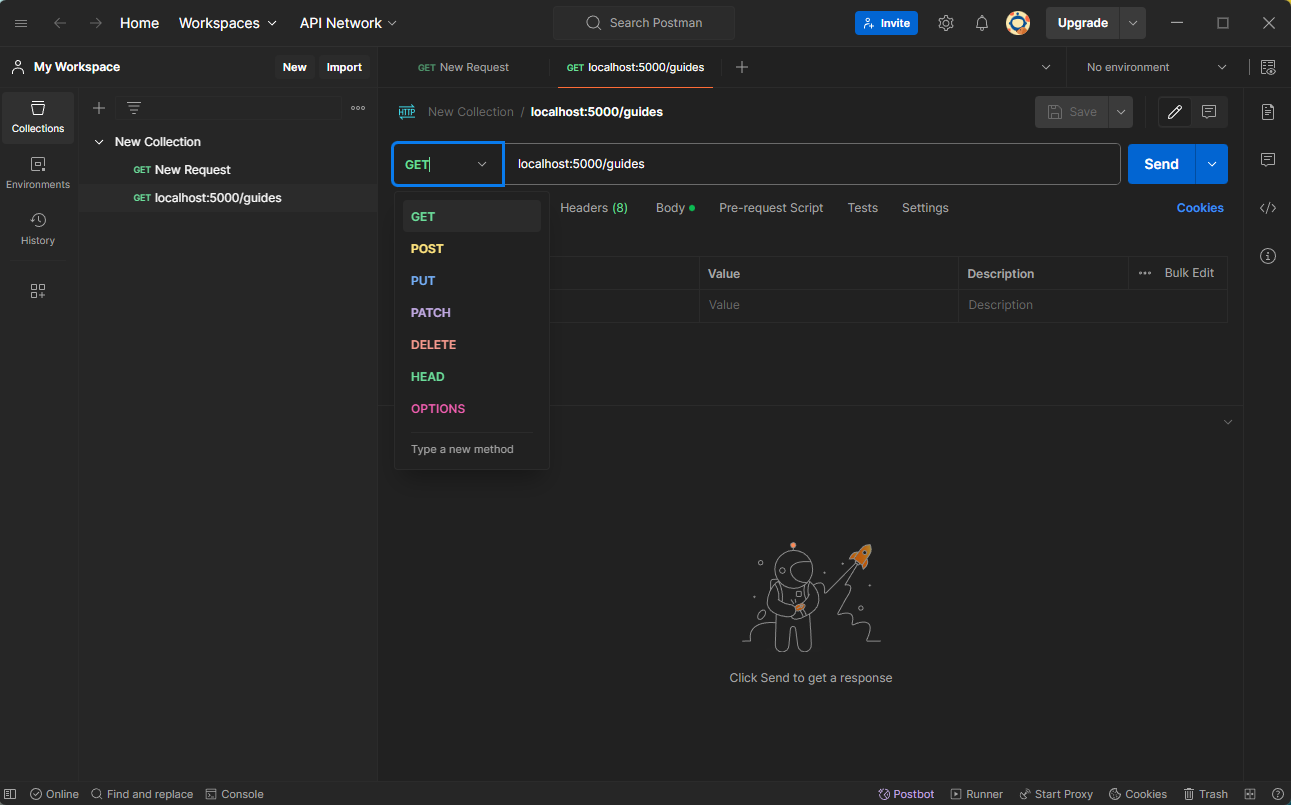 Home Workspaces API Network Search Postman Invite Upgrade
My Workspace New Import GET New Request GET localhost:5000/guides No environment
Collections
Environments
History
New Collection
GET New Request
GET localhost:5000/guides
HTTP New Collection / localhost:5000/guides Save
GET localhost:5000/guides Send
Headers (8) Body Pre-request Script Tests Settings Cookies
GET
POST
PUT
PATCH
DELETE
HEAD
OPTIONS
Type a new method
Value Description Bulk Edit
Value Description
Click Send to get a response
Online Find and replace Console Postbot Runner Start Proxy Cookies Trash